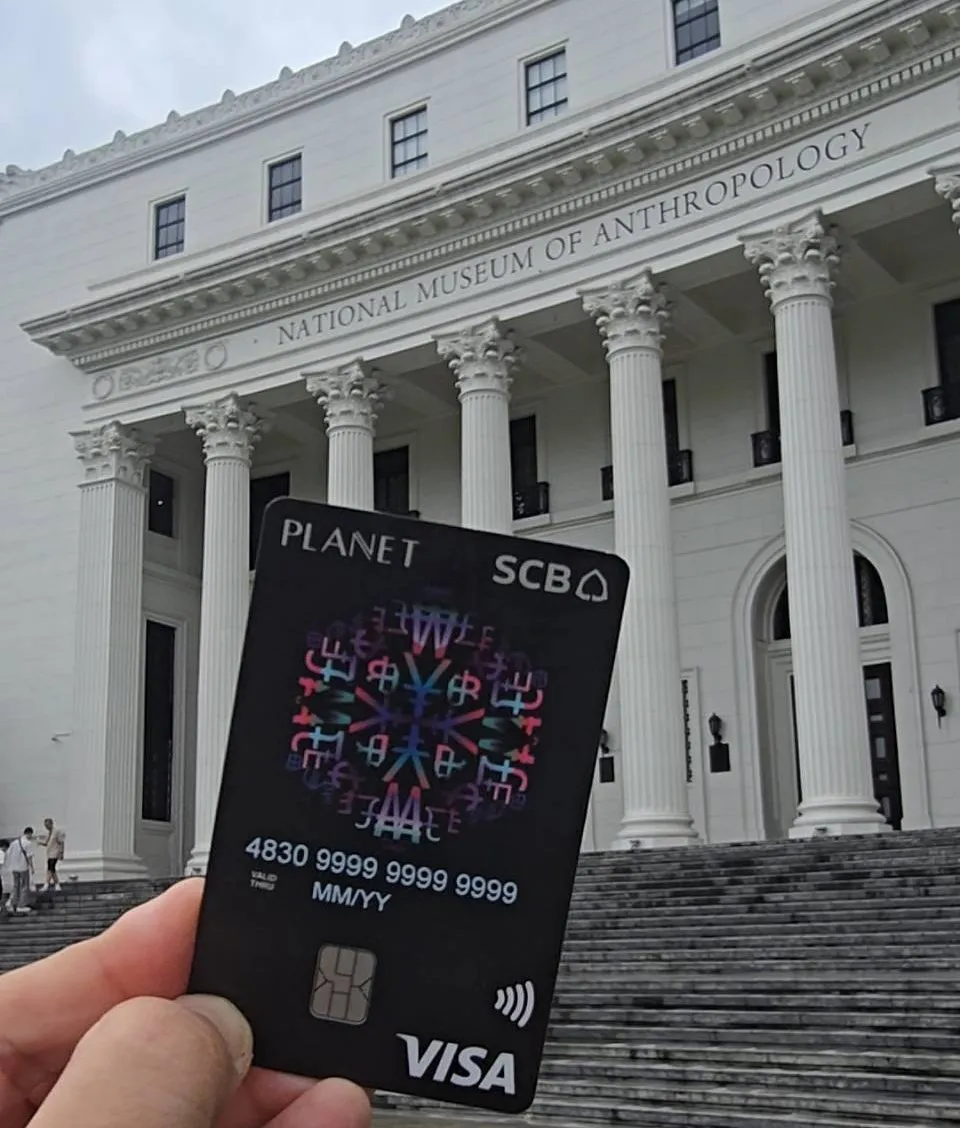 NATIONAL MUSEUM OF ANTHROPOLOGY
PLANET
SCB
4830 9999 9999 9999
VALID
THRU
MM/YY
VISA